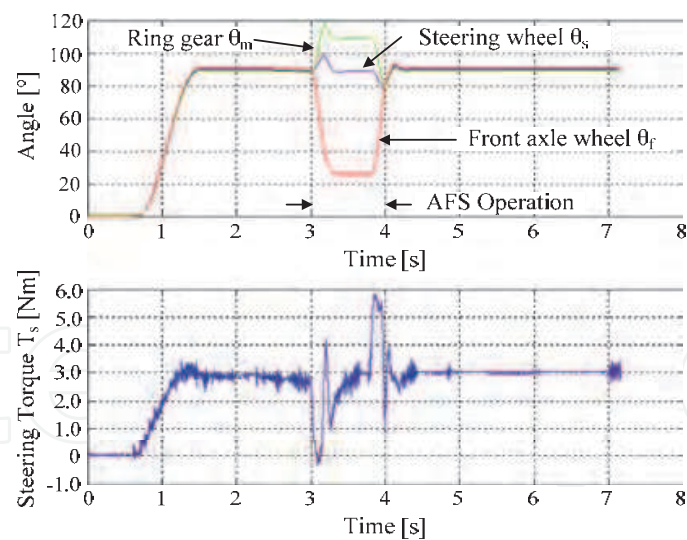 120
100
80
60
40
20
0
Angle [°]
Ring gear θm
Steering wheel θs
Front axle wheel θf
AFS Operation
0 1 2 3 4 5 6 7 8
Time [s]
6.0
5.0
4.0
3.0
2.0
1.0
0
-1.0
Steering Torque Ts [Nm]
0 1 2 3 4 5 6 7 8
Time [s]